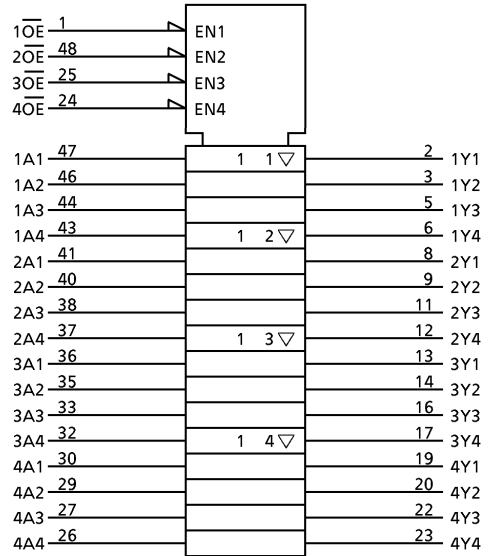 1O̅E̅ 1 EN1
2O̅E̅ 48 EN2
3O̅E̅ 25 EN3
4O̅E̅ 24 EN4
1A1 47 1 1▽ 2 1Y1
1A2 46 3 1Y2
1A3 44 5 1Y3
1A4 43 1 2▽ 6 1Y4
2A1 41 8 2Y1
2A2 40 9 2Y2
2A3 38 11 2Y3
2A4 37 1 3▽ 12 2Y4
3A1 36 13 3Y1
3A2 35 14 3Y2
3A3 33 16 3Y3
3A4 32 1 4▽ 17 3Y4
4A1 30 19 4Y1
4A2 29 20 4Y2
4A3 27 22 4Y3
4A4 26 23 4Y4